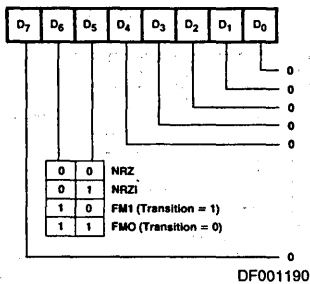 D7 D6 D5 D4 D3 D2 D1 D0
0
0
0
0
0
0 0 NRZ
0 1 NRZI
1 0 FM1 (Transition = 1)
1 1 FMO (Transition = 0)
0
DF001190